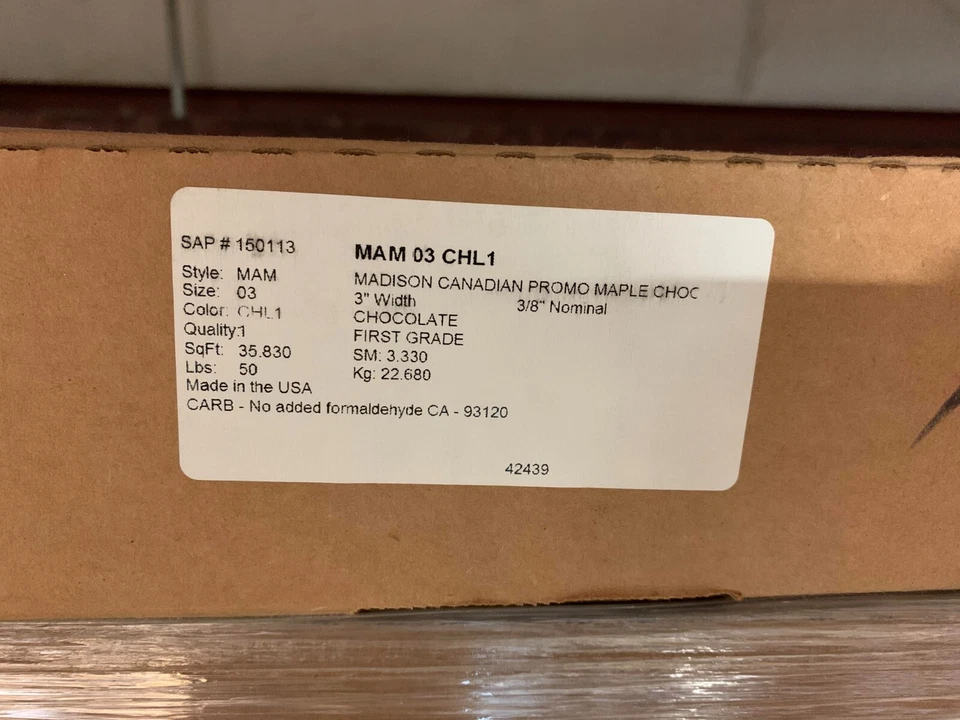 SAP # 150113
MAM 03 CHL1
Style: MAM
MADISON CANADIAN PROMO MAPLE CHOC
Size: 03
3" Width 3/8" Nominal
Color: CHL1
CHOCOLATE
Quality:1
FIRST GRADE
SqFt: 35.830
SM: 3.330
Lbs: 50
Kg: 22.680
Made in the USA
CARB - No added formaldehyde CA - 93120
42439